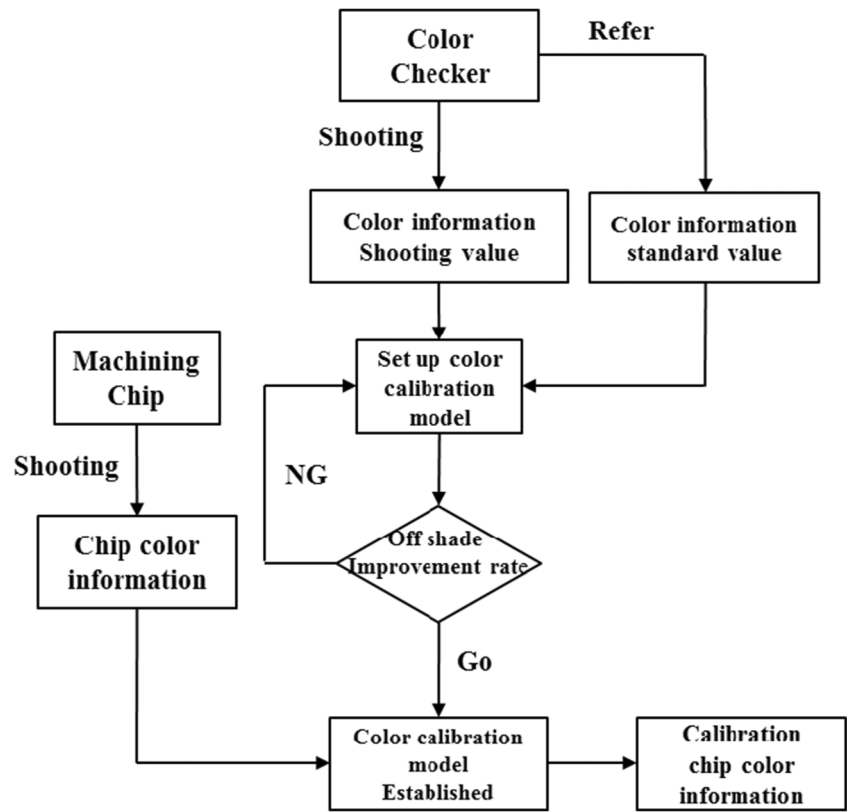 Color
Checker
Refer
Shooting
Color information
Shooting value
Color information
standard value
Machining
Chip
Set up color
calibration
model
Shooting
NG
Chip color
information
Off shade
Improvement rate
Go
Color calibration
model
Established
Calibration
chip color
information